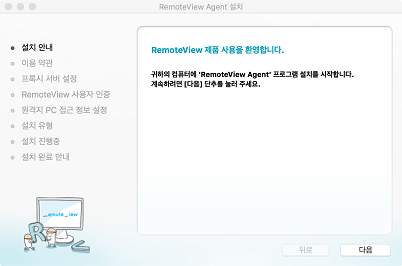 RemoteView Agent 설치
설치 안내
이용 약관
프록시 서버 설정
RemoteView 사용자 인증
원격지 PC 접근 정보 설정
설치 유형
설치 진행중
설치 완료 안내
RemoteView 제품 사용을 환영합니다.
귀하의 컴퓨터에 'RemoteView Agent' 프로그램 설치를 시작합니다.
계속하려면 [다음] 단추를 눌러 주세요.
_emote _iew
R
뒤로
다음